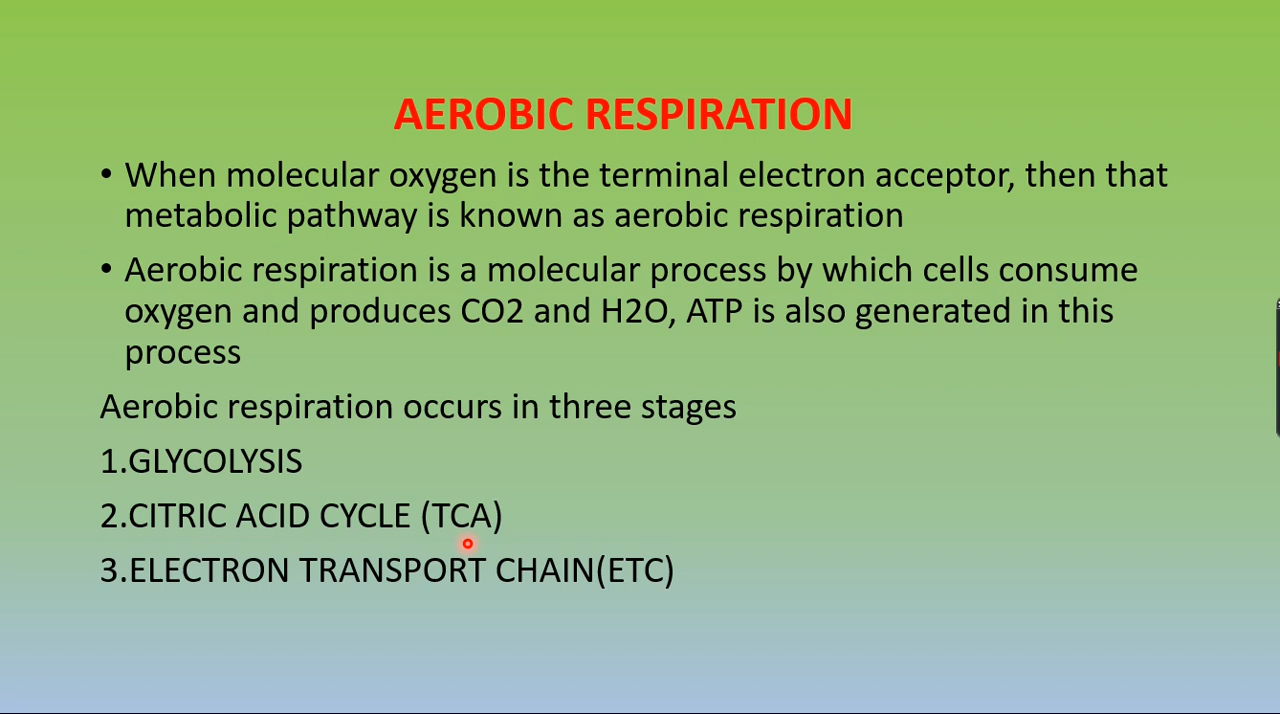 AEROBIC RESPIRATION
• When molecular oxygen is the terminal electron acceptor, then that
metabolic pathway is known as aerobic respiration
• Aerobic respiration is a molecular process by which cells consume
oxygen and produces CO2 and H2O, ATP is also generated in this
process
Aerobic respiration occurs in three stages
1.GLYCOLYSIS
2.CITRIC ACID CYCLE (TCA)
3.ELECTRON TRANSPORT CHAIN(ETC)